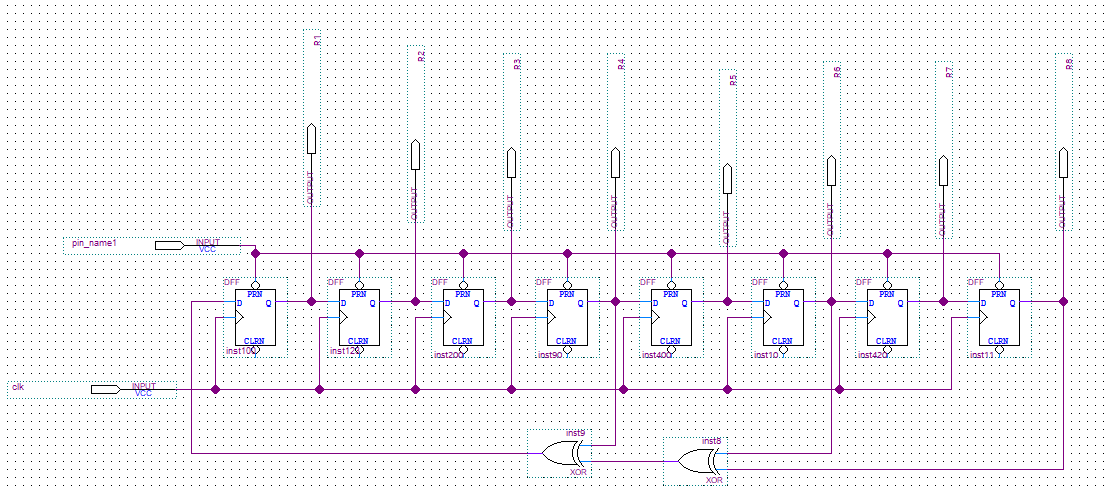 R1
R2
R3
R4
R5
R6
R7
R8
OUTPUT
OUTPUT
OUTPUT
OUTPUT
OUTPUT
OUTPUT
OUTPUT
OUTPUT
pin_name1
INPUT
VCC
DFF
DFF
DFF
DFF
DFF
DFF
DFF
DFF
PRN
PRN
PRN
PRN
PRN
PRN
PRN
PRN
D Q
D Q
D Q
D Q
D Q
D Q
D Q
D Q
CLRN
CLRN
CLRN
CLRN
CLRN
CLRN
CLRN
CLRN
inst200
inst90
inst400
inst10
inst420
inst11
clk
INPUT
VCC
inst9
XOR
inst8
XOR